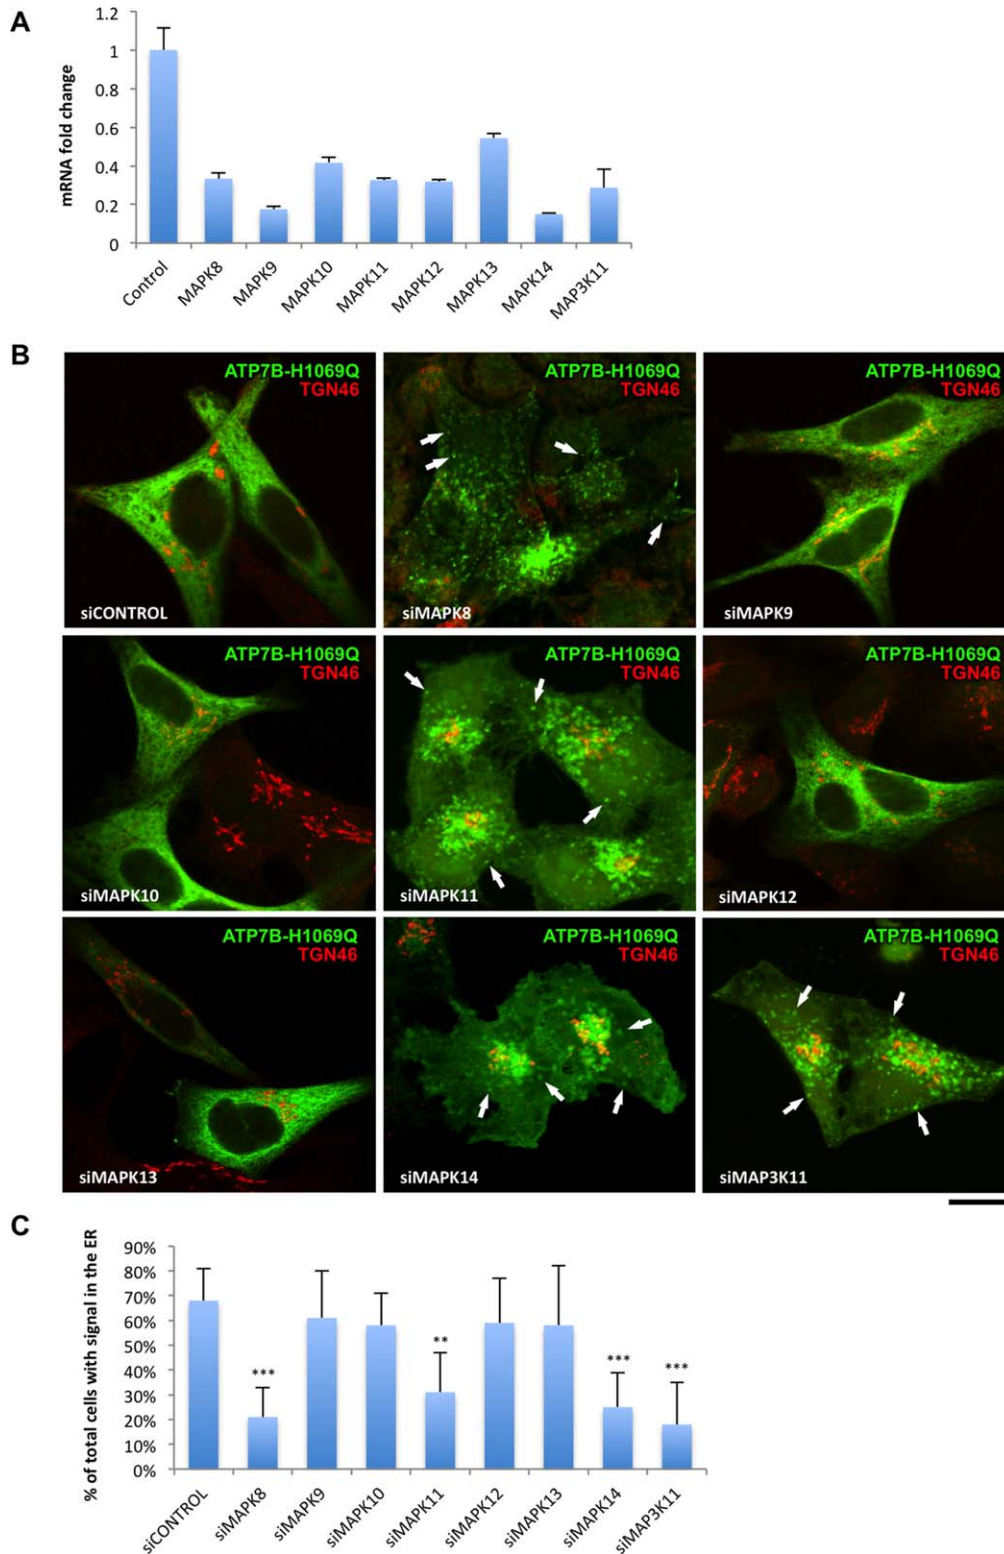 A
mRNA fold change
1.2
1
0.8
0.6
0.4
0.2
0
Control
MAPK8
MAPK9
MAPK10
MAPK11
MAPK12
MAPK13
MAPK14
MAP3K11
B
ATP7B-H1069Q
TGN46
siCONTROL
ATP7B-H1069Q
TGN46
siMAPK8
ATP7B-H1069Q
TGN46
siMAPK9
ATP7B-H1069Q
TGN46
siMAPK10
ATP7B-H1069Q
TGN46
siMAPK11
ATP7B-H1069Q
TGN46
siMAPK12
ATP7B-H1069Q
TGN46
siMAPK13
ATP7B-H1069Q
TGN46
siMAPK14
ATP7B-H1069Q
TGN46
siMAP3K11
C
% of total cells with signal in the ER
90%
80%
70%
60%
50%
40%
30%
20%
10%
0%
***
**
***
***
siCONTROL
siMAPK8
siMAPK9
siMAPK10
siMAPK11
siMAPK12
siMAPK13
siMAPK14
siMAP3K11